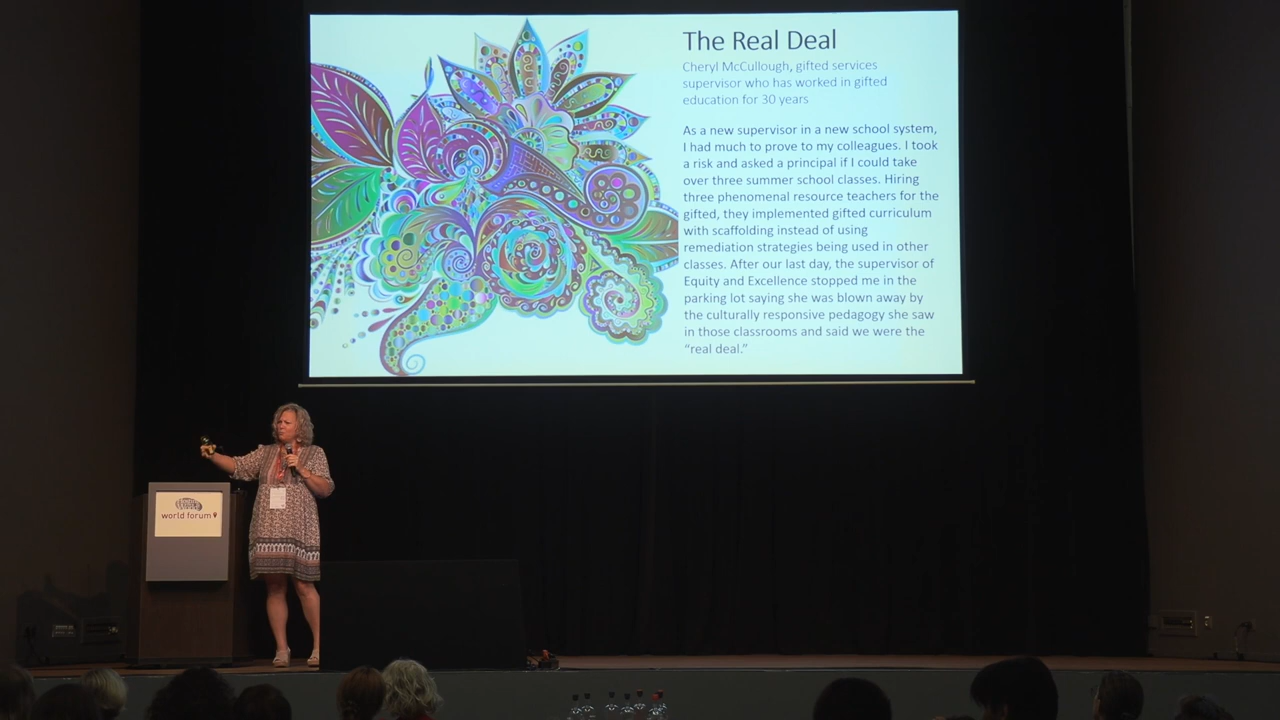 The Real Deal
Cheryl McCullough, gifted services
supervisor who has worked in gifted
education for 30 years
As a new supervisor in a new school system,
I had much to prove to my colleagues. I took
a risk and asked a principal if I could take
over three summer school classes. Hiring
three phenomenal resource teachers for the
gifted, they implemented gifted curriculum
with scaffolding instead of using
remediation strategies being used in other
classes. After our last day, the supervisor of
Equity and Excellence stopped me in the
parking lot saying she was blown away by
the culturally responsive pedagogy she saw
in those classrooms and said we were the
“real deal.”
world forum